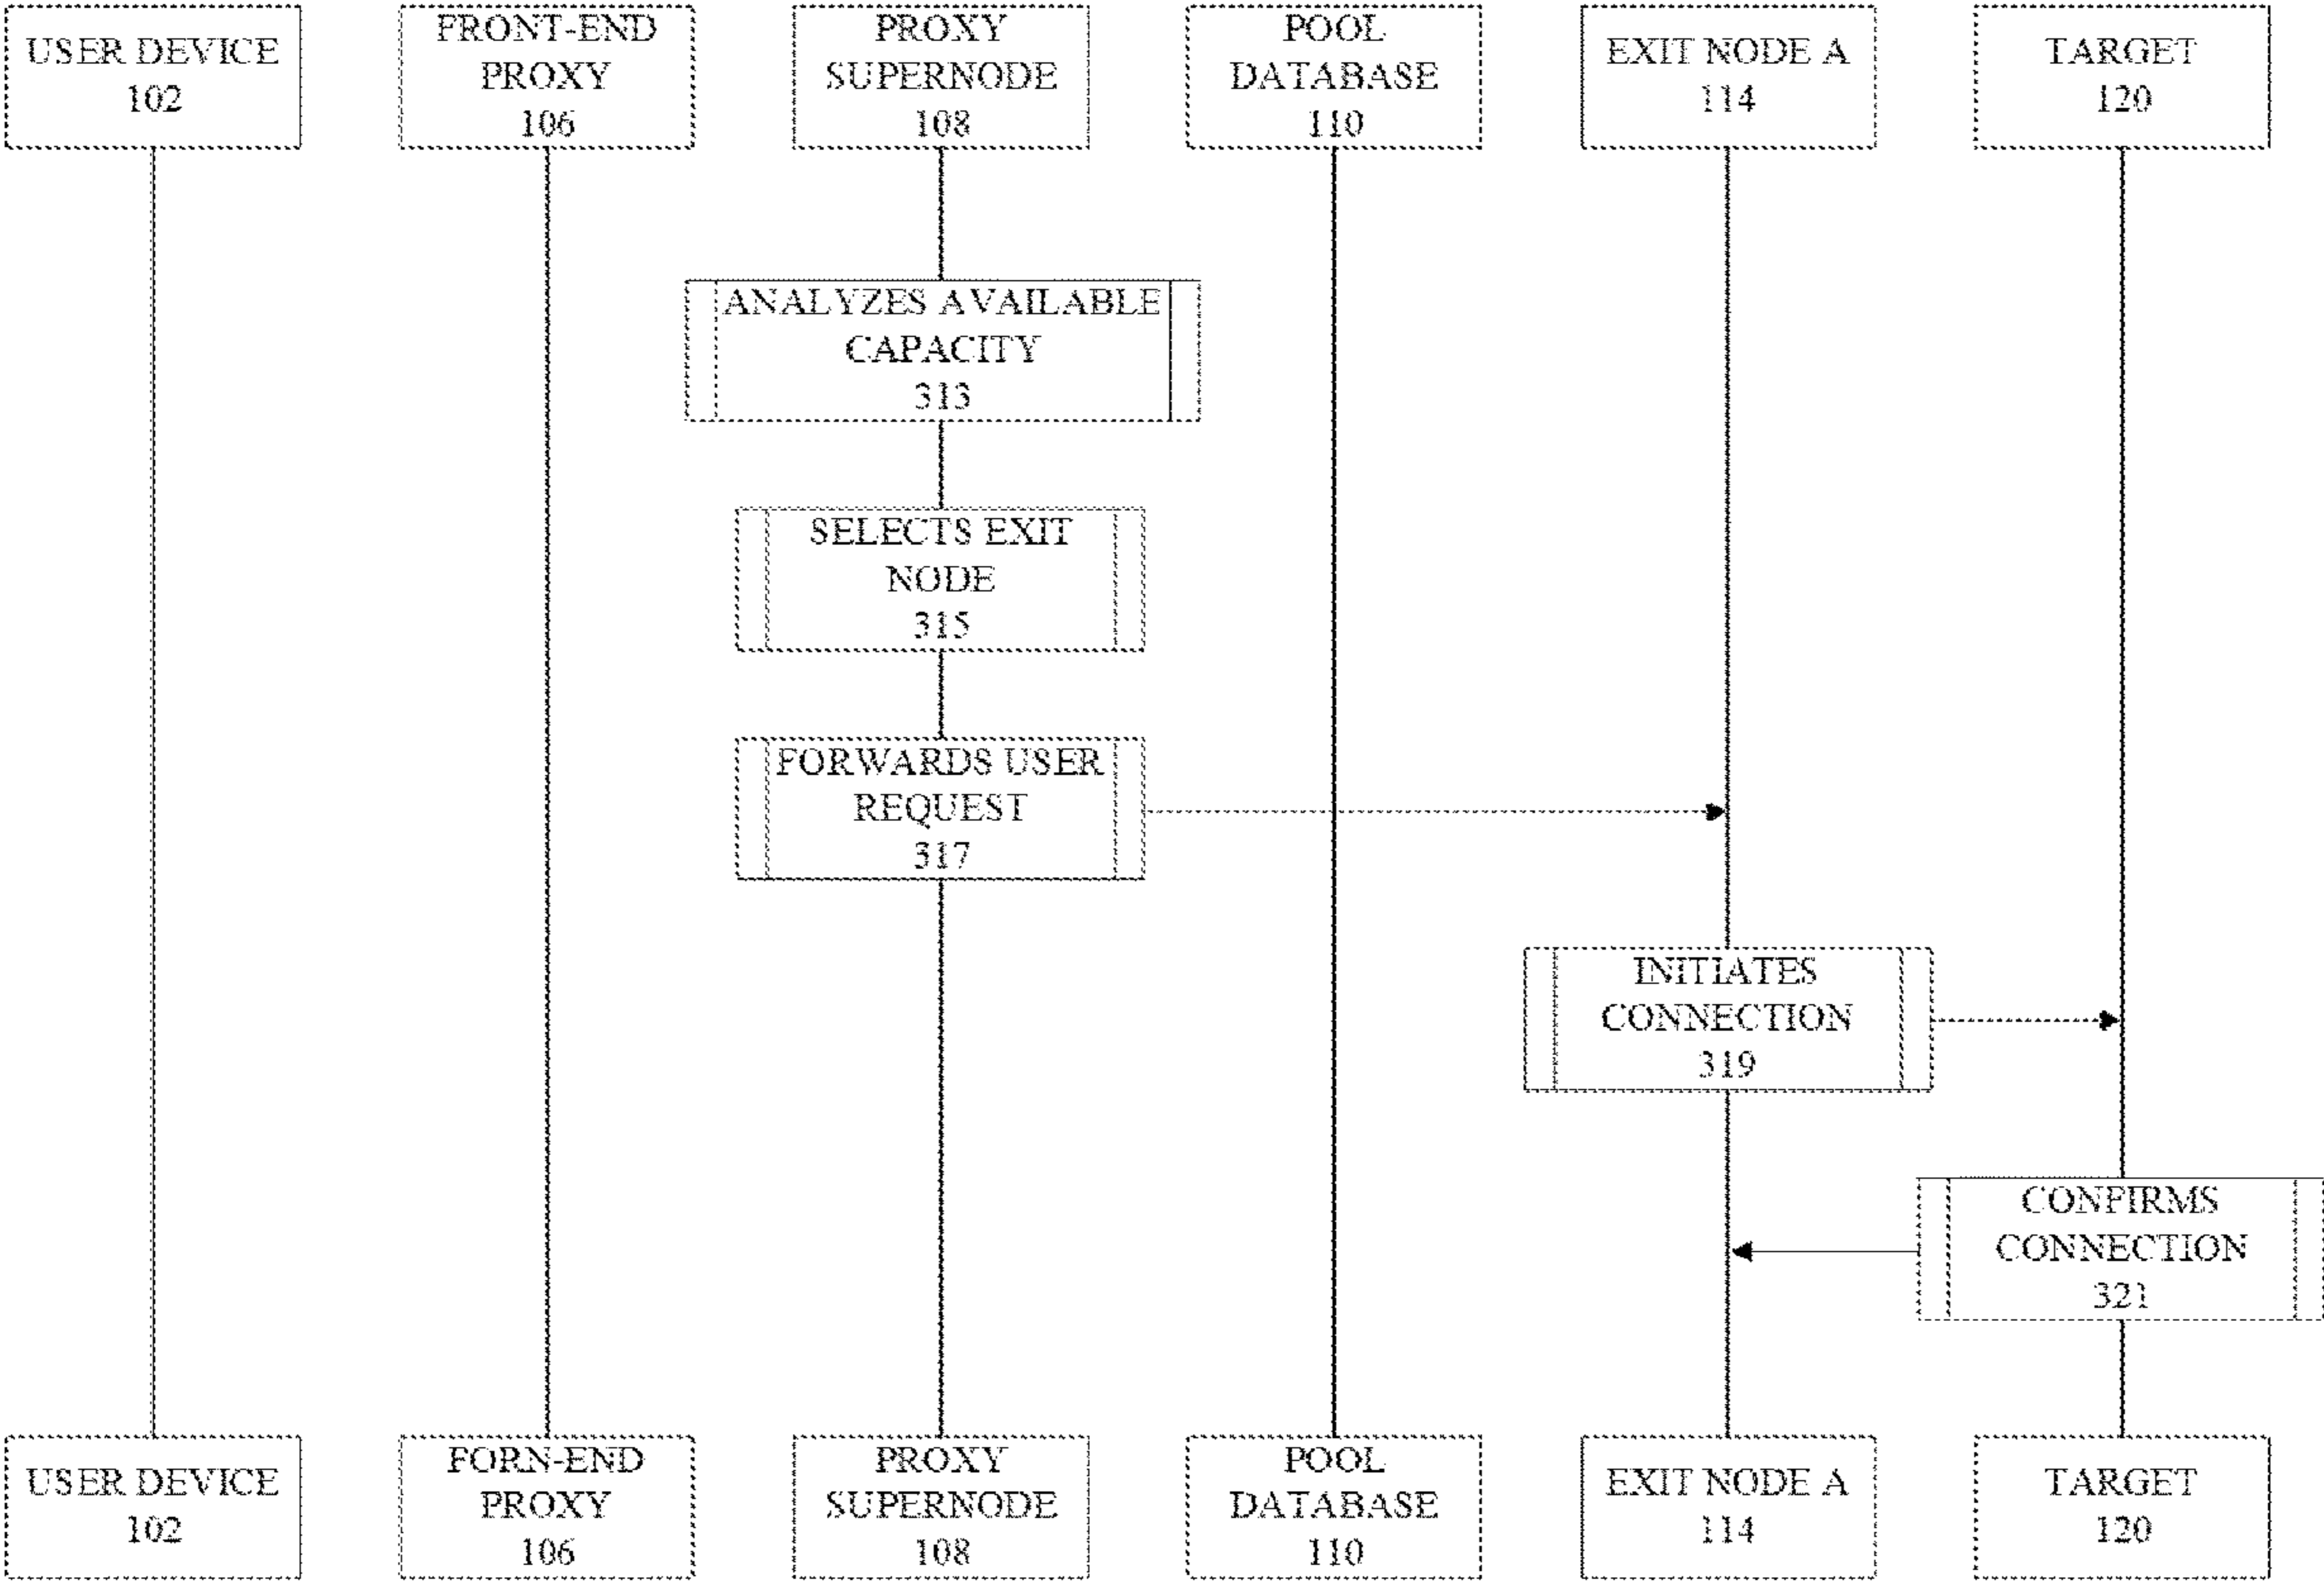 USER DEVICE
102
FRONT-END
PROXY
106
PROXY
SUPERNODE
108
POOL
DATABASE
110
EXIT NODE A
114
TARGET
120
ANALYZES AVAILABLE
CAPACITY
313
SELECTS EXIT
NODE
315
FORWARDS USER
REQUEST
317
INITIATES
CONNECTION
319
CONFIRMS
CONNECTION
321
USER DEVICE
102
FORN-END
PROXY
106
PROXY
SUPERNODE
108
POOL
DATABASE
110
EXIT NODE A
114
TARGET
120